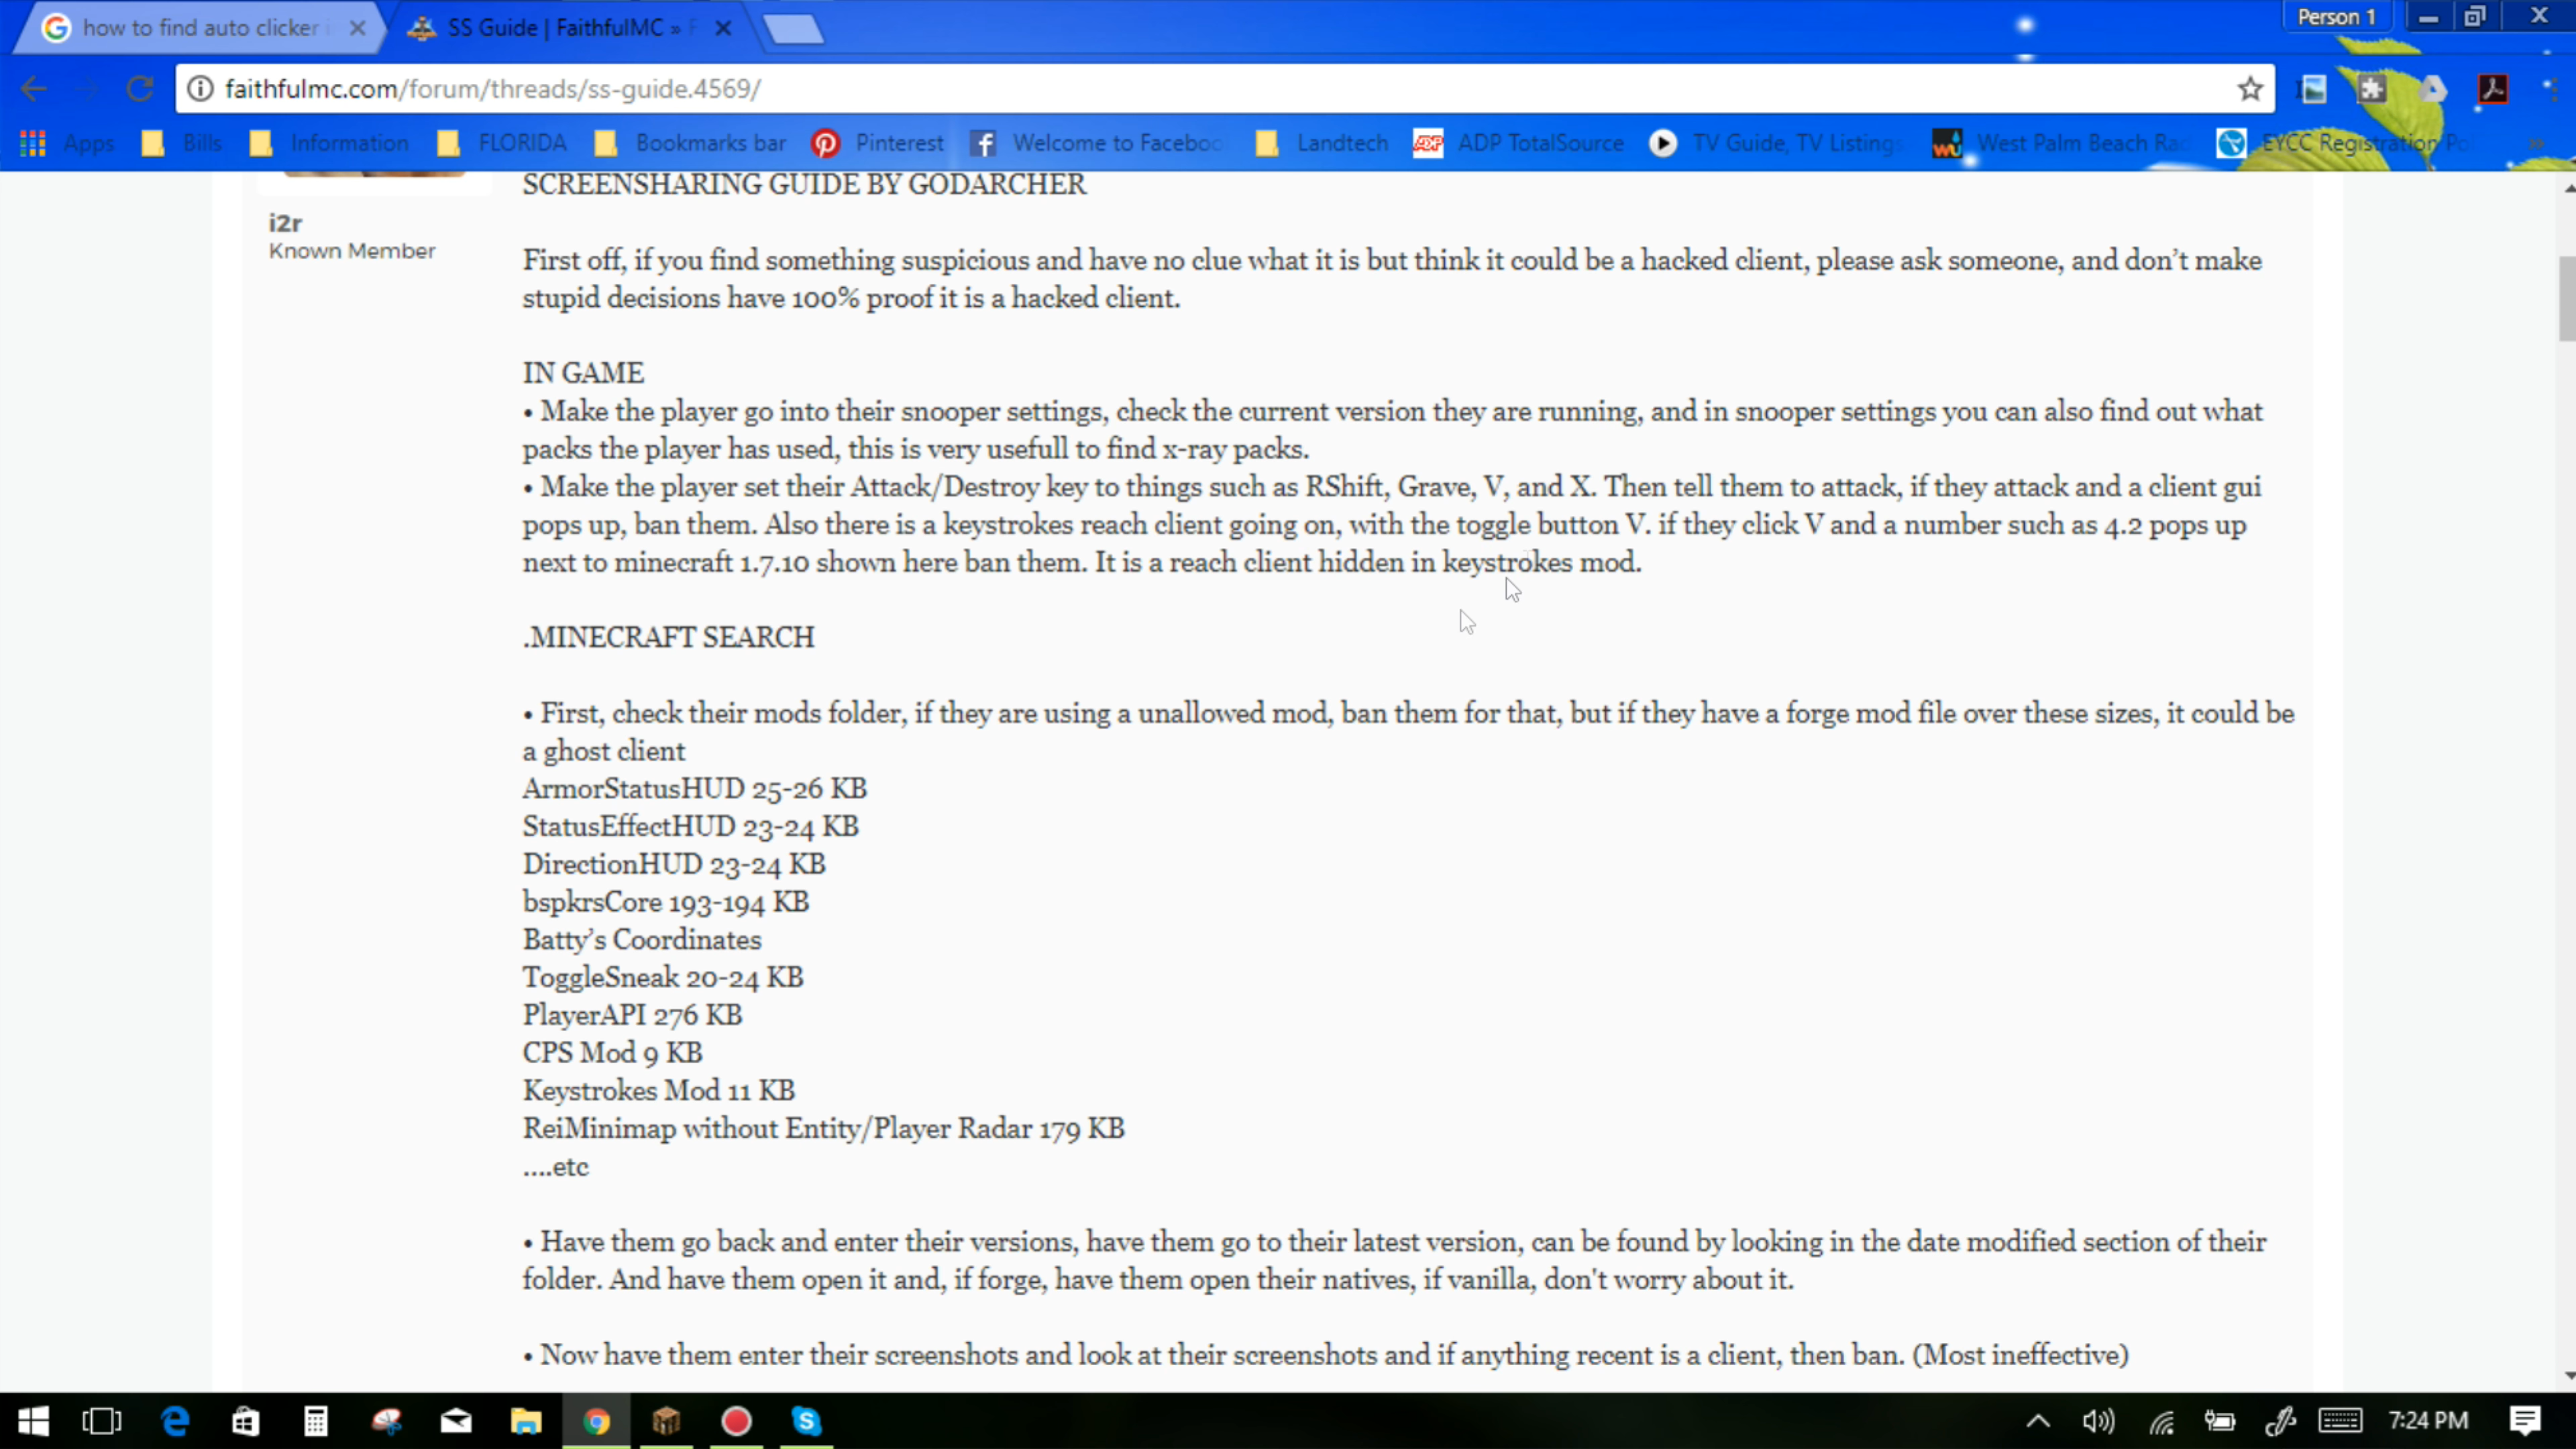 how to find auto clicker i
SS Guide | FaithfulMC » F
Person 1
faithfulmc.com/forum/threads/ss-guide.4569/
Apps
Bills
Information
FLORIDA
Bookmarks bar
Pinterest
Welcome to Faceboo
Landtech
ADP
ADP TotalSource
TV Guide, TV Listings
wu
West Palm Beach Ra
EYCC Registration Po
SCREENSHARING GUIDE BY GODARCHER
i2r
Known Member
First off, if you find something suspicious and have no clue what it is but think it could be a hacked client, please ask someone, and don’t make
stupid decisions have 100% proof it is a hacked client.
IN GAME
• Make the player go into their snooper settings, check the current version they are running, and in snooper settings you can also find out what
packs the player has used, this is very usefull to find x-ray packs.
• Make the player set their Attack/Destroy key to things such as RShift, Grave, V, and X. Then tell them to attack, if they attack and a client gui
pops up, ban them. Also there is a keystrokes reach client going on, with the toggle button V. if they click V and a number such as 4.2 pops up
next to minecraft 1.7.10 shown here ban them. It is a reach client hidden in keystrokes mod.
.MINECRAFT SEARCH
• First, check their mods folder, if they are using a unallowed mod, ban them for that, but if they have a forge mod file over these sizes, it could be
a ghost client
ArmorStatusHUD 25-26 KB
StatusEffectHUD 23-24 KB
DirectionHUD 23-24 KB
bspkrsCore 193-194 KB
Batty’s Coordinates
ToggleSneak 20-24 KB
PlayerAPI 276 KB
CPS Mod 9 KB
Keystrokes Mod 11 KB
ReiMinimap without Entity/Player Radar 179 KB
....etc
• Have them go back and enter their versions, have them go to their latest version, can be found by looking in the date modified section of their
folder. And have them open it and, if forge, have them open their natives, if vanilla, don't worry about it.
• Now have them enter their screenshots and look at their screenshots and if anything recent is a client, then ban. (Most ineffective)
7:24 PM